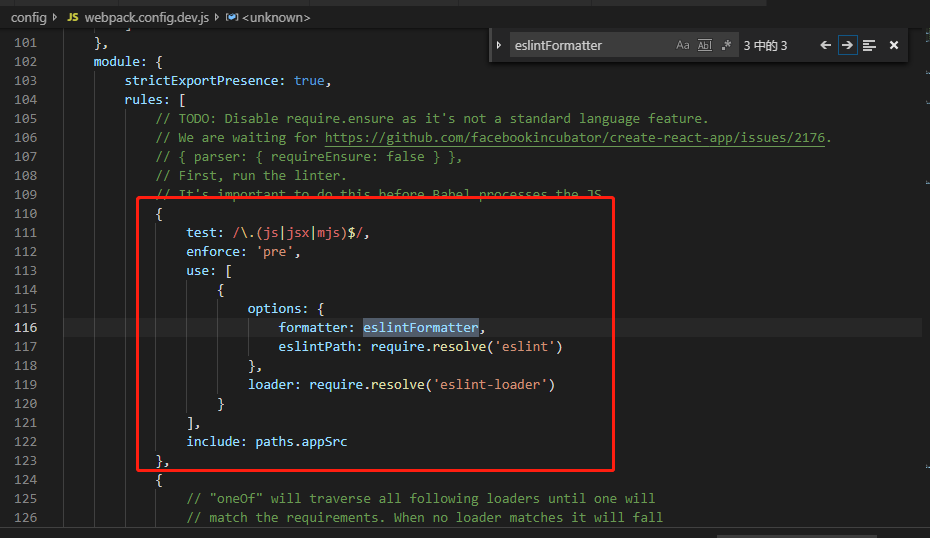 config JS webpack.config.dev.js <unknown>
eslintFormatter Aa Abl .* 3 中的 3
101 },
102 module: {
103 strictExportPresence: true,
104 rules: [
105 // TODO: Disable require.ensure as it's not a standard language feature.
106 // We are waiting for https://github.com/facebookincubator/create-react-app/issues/2176.
107 // { parser: { requireEnsure: false } },
108 // First, run the linter.
109 // It's important to do this before Babel processes the JS.
110 {
111 test: /\.(js|jsx|mjs)$/,
112 enforce: 'pre',
113 use: [
114 {
115 options: {
116 formatter: eslintFormatter,
117 eslintPath: require.resolve('eslint')
118 },
119 loader: require.resolve('eslint-loader')
120 }
121 ],
122 include: paths.appSrc
123 },
124 {
125 // "oneOf" will traverse all following loaders until one will
126 // match the requirements. When no loader matches it will fall